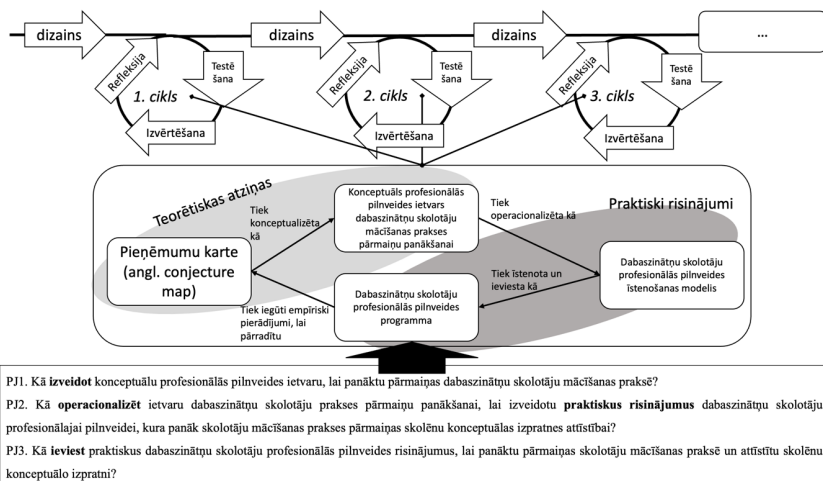 dizains
dizains
dizains
...
Refleksija
Testē
šana
1. cikls
Izvērtēšana
Refleksija
Testē
šana
2. cikls
Izvērtēšana
Refleksija
Testē
šana
3. cikls
Izvērtēšana
Teorētiskas atziņas
Praktiski risinājumi
Tiek
konceptualizēta
kā
Konceptuāls profesionālās
pilnveides ietvars
dabaszinātņu skolotāju
mācīšanas prakses
pārmaiņu panākšanai
Tiek
operacionalizēta kā
Pieņēmumu karte
(angl. conjecture
map)
Dabaszinātņu skolotāju
profesionālās pilnveides
īstenošanas modelis
Tiek īstenota un
ieviesta kā
Dabaszinātņu skolotāju
profesionālās pilnveides
programma
Tiek iegūti empīriski
pierādījumi, lai
pārradītu
PJ1. Kā izveidot konceptuālu profesionālās pilnveides ietvaru, lai panāktu pārmaiņas dabaszinātņu skolotāju mācīšanas praksē?
PJ2. Kā operacionalizēt ietvaru dabaszinātņu skolotāju prakses pārmaiņu panākšanai, lai izveidotu praktiskus risinājumus dabaszinātņu skolotāju
profesionālajai pilnveidei, kura panāk skolotāju mācīšanas prakses pārmaiņas skolēnu konceptuālas izpratnes attīstībai?
PJ3. Kā ieviest praktiskus dabaszinātņu skolotāju profesionālās pilnveides risinājumus, lai panāktu pārmaiņas skolotāju mācīšanas praksē un attīstītu skolēnu
konceptuālo izpratni?